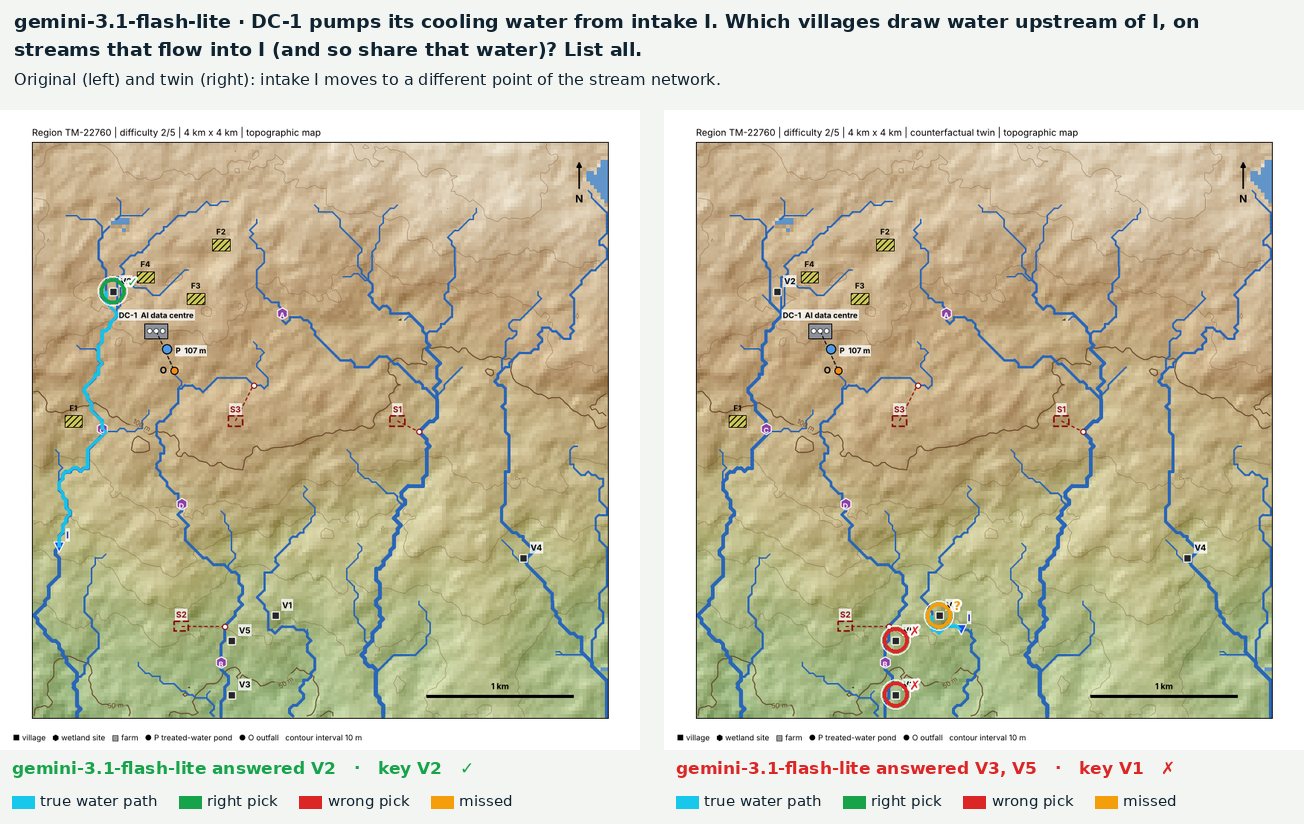 gemini-3.1-flash-lite · DC-1 pumps its cooling water from intake I. Which villages draw water upstream of I, on
streams that flow into I (and so share that water)? List all.
Original (left) and twin (right): intake I moves to a different point of the stream network.
Region TM-22760 | difficulty 2/5 | 4 km x 4 km | topographic map
N
F2
F4
F3
✓
DC-1 AI data centre
A
P 107 m
O
F1
S3
S1
C
D
I
V4
V1
S2
V5
B
V3
50 m
50 m
1 km
village wetland site farm P treated-water pond O outfall contour interval 10 m
Region TM-22760 | difficulty 2/5 | 4 km x 4 km | counterfactual twin | topographic map
N
F2
F4
V2
F3
DC-1 AI data centre
A
P 107 m
O
F1
S3
S1
C
D
V4
?
S2
I
✗
B
✗
50 m
50 m
1 km
village wetland site farm P treated-water pond O outfall contour interval 10 m
gemini-3.1-flash-lite answered V2 · key V2 ✓
true water path right pick wrong pick missed
gemini-3.1-flash-lite answered V3, V5 · key V1 ✗
true water path right pick wrong pick missed